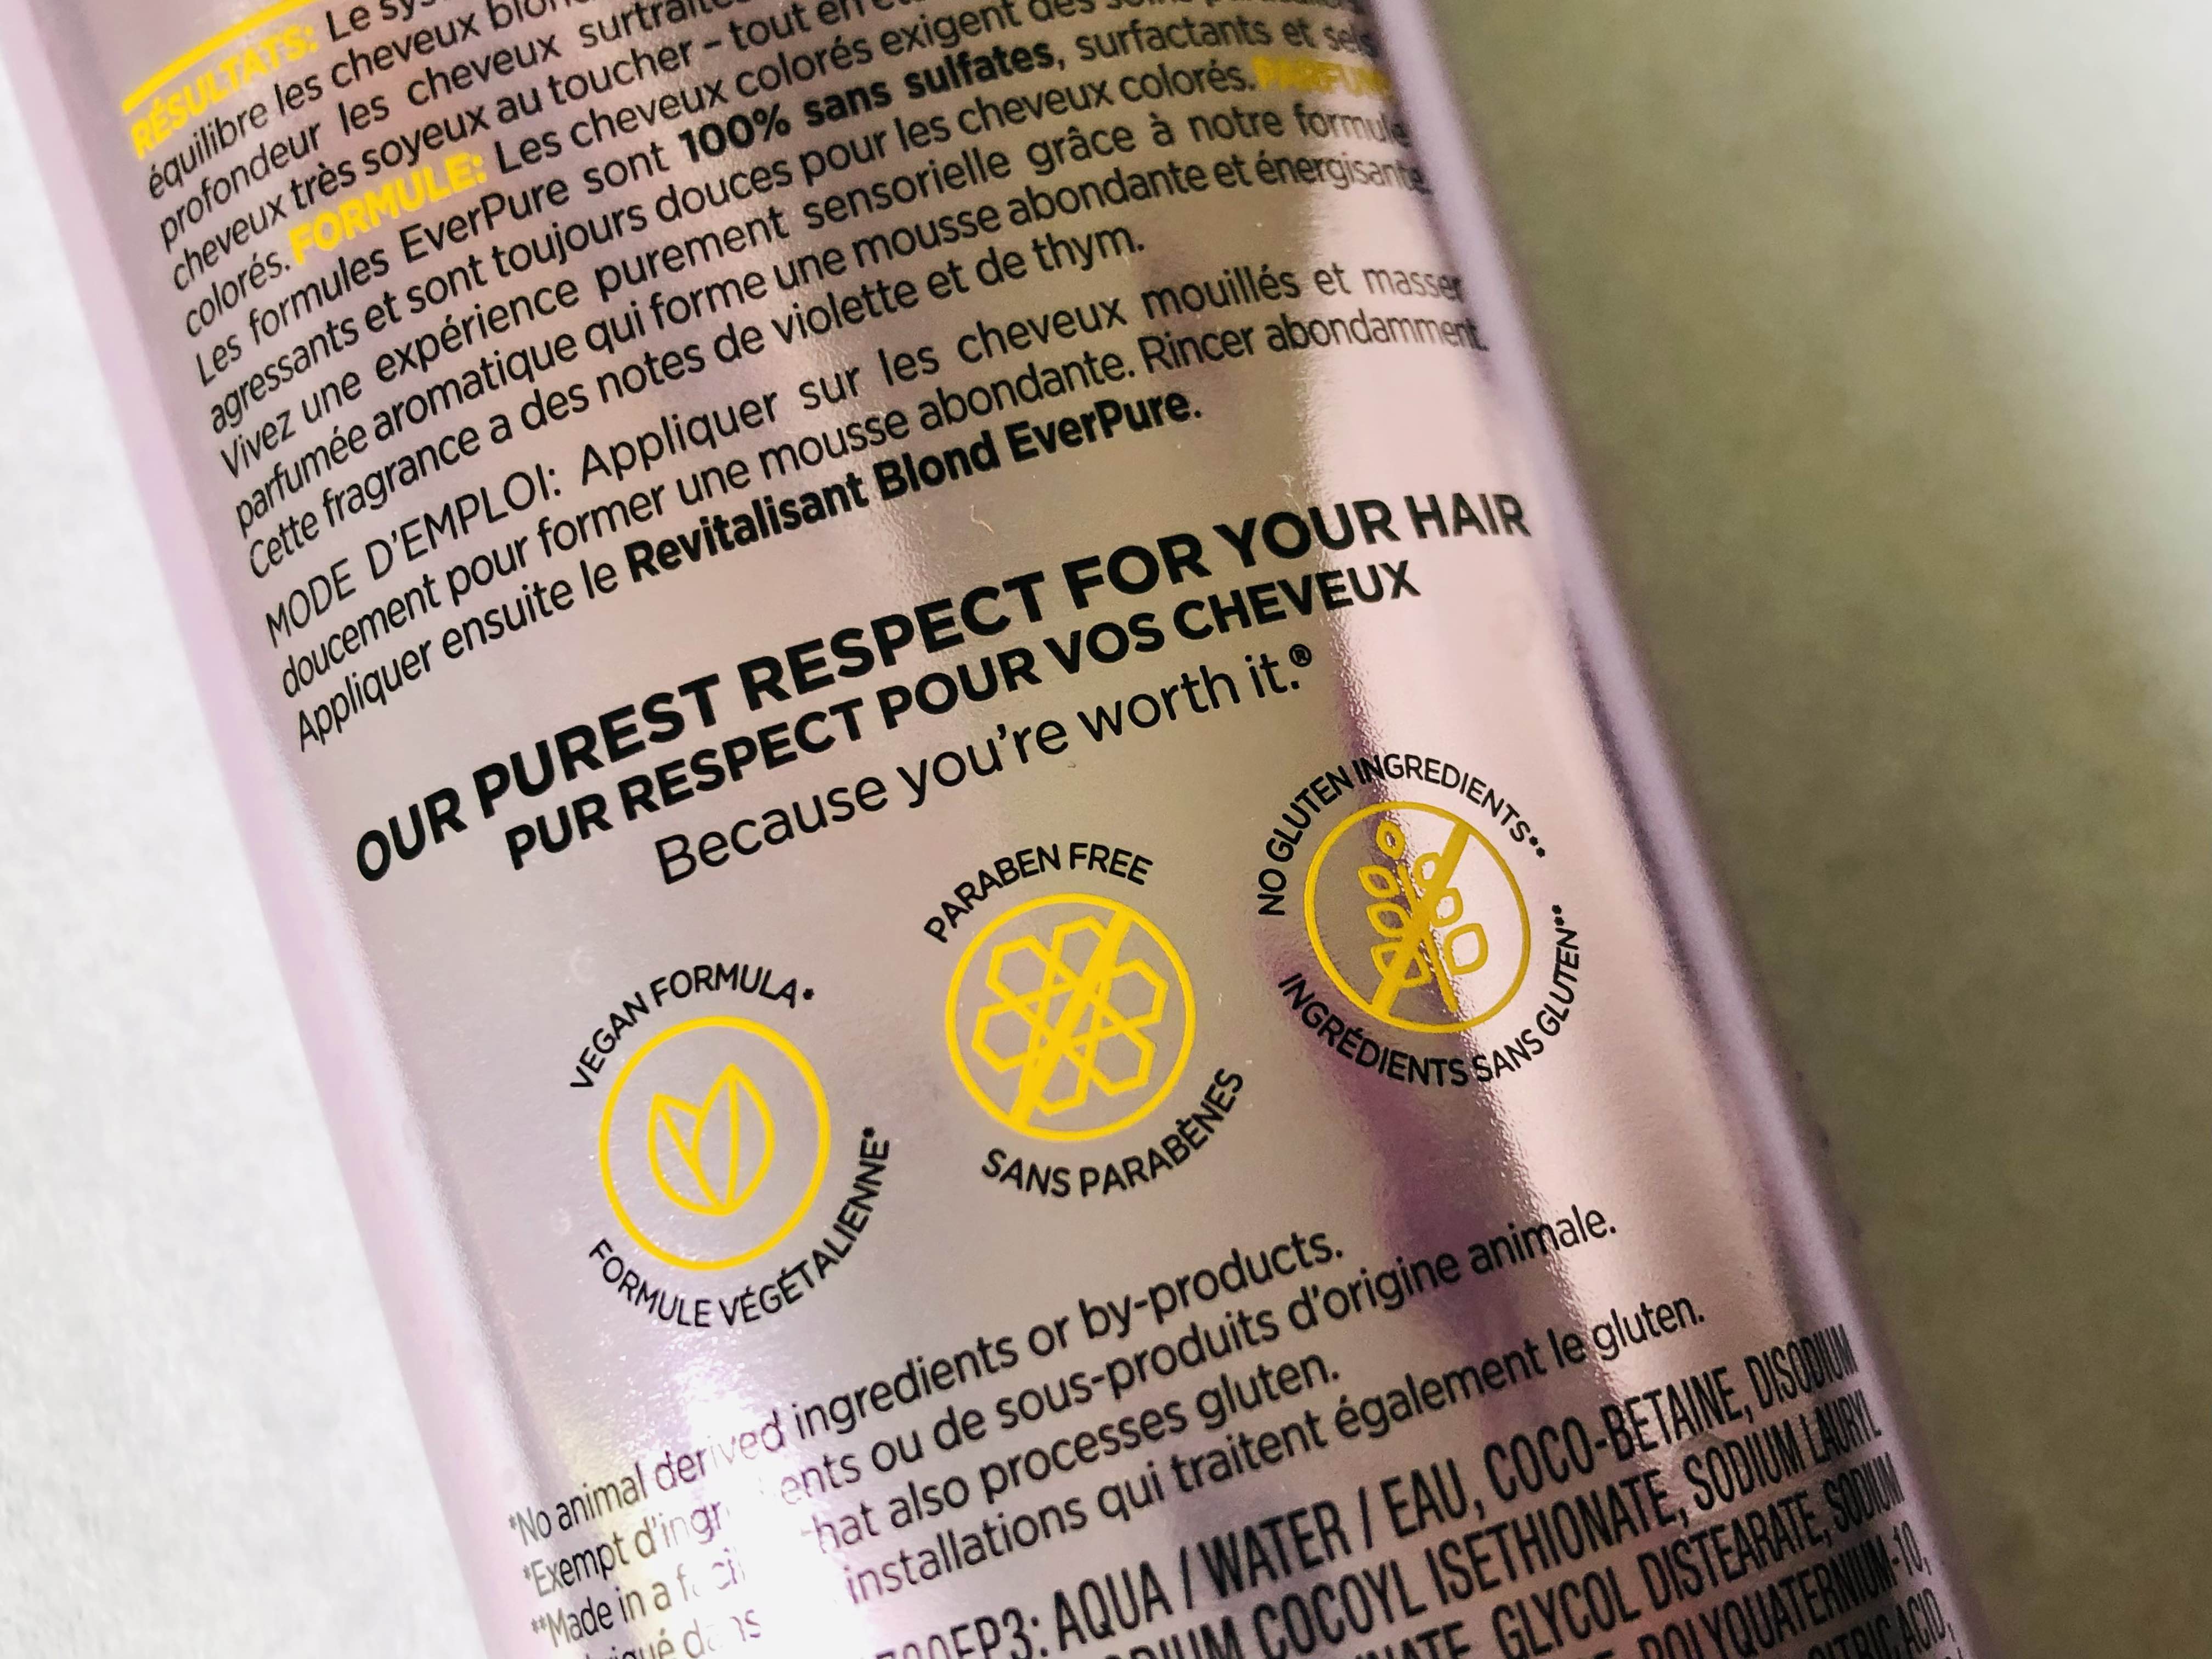 RÉSULTATS: Le
équilibre les cheveux
profondeur les cheveux
cheveux très soyeux au toucher – tout en
colorés. FORMULE: Les cheveux colorés exigent des soins
Les formules EverPure sont 100% sans sulfates, surfactants et sels
agressants et sont toujours douces pour les cheveux colorés. PARFUM
Vivez une expérience purement sensorielle grâce à notre formule
parfumée aromatique qui forme une mousse abondante et énergisante.
Cette fragrance a des notes de violette et de thym.
MODE D'EMPLOI: Appliquer sur les cheveux mouillés et masser
doucement pour former une mousse abondante. Rincer abondamment.
Appliquer ensuite le Revitalisant Blond EverPure.
OUR PUREST RESPECT FOR YOUR HAIR
PUR RESPECT POUR VOS CHEVEUX
Because you're worth it.®
VEGAN FORMULA*
FORMULE VÉGÉTALIENNE*
PARABEN FREE
SANS PARABÈNES
NO GLUTEN INGREDIENTS**
INGRÉDIENTS SANS GLUTEN**
*No animal derived ingredients or by-products.
*Exempt d'ingrédients ou de sous-produits d'origine animale.
**Made in a that also processes gluten.
installations qui traitent également le gluten.
AQUA / WATER / EAU, COCO-BETAINE, DISODIUM
COCOYL ISETHIONATE, SODIUM LAURYL
GLYCOL DISTEARATE, SODIUM
POLYQUATERNIUM-10,
CITRIC ACID,